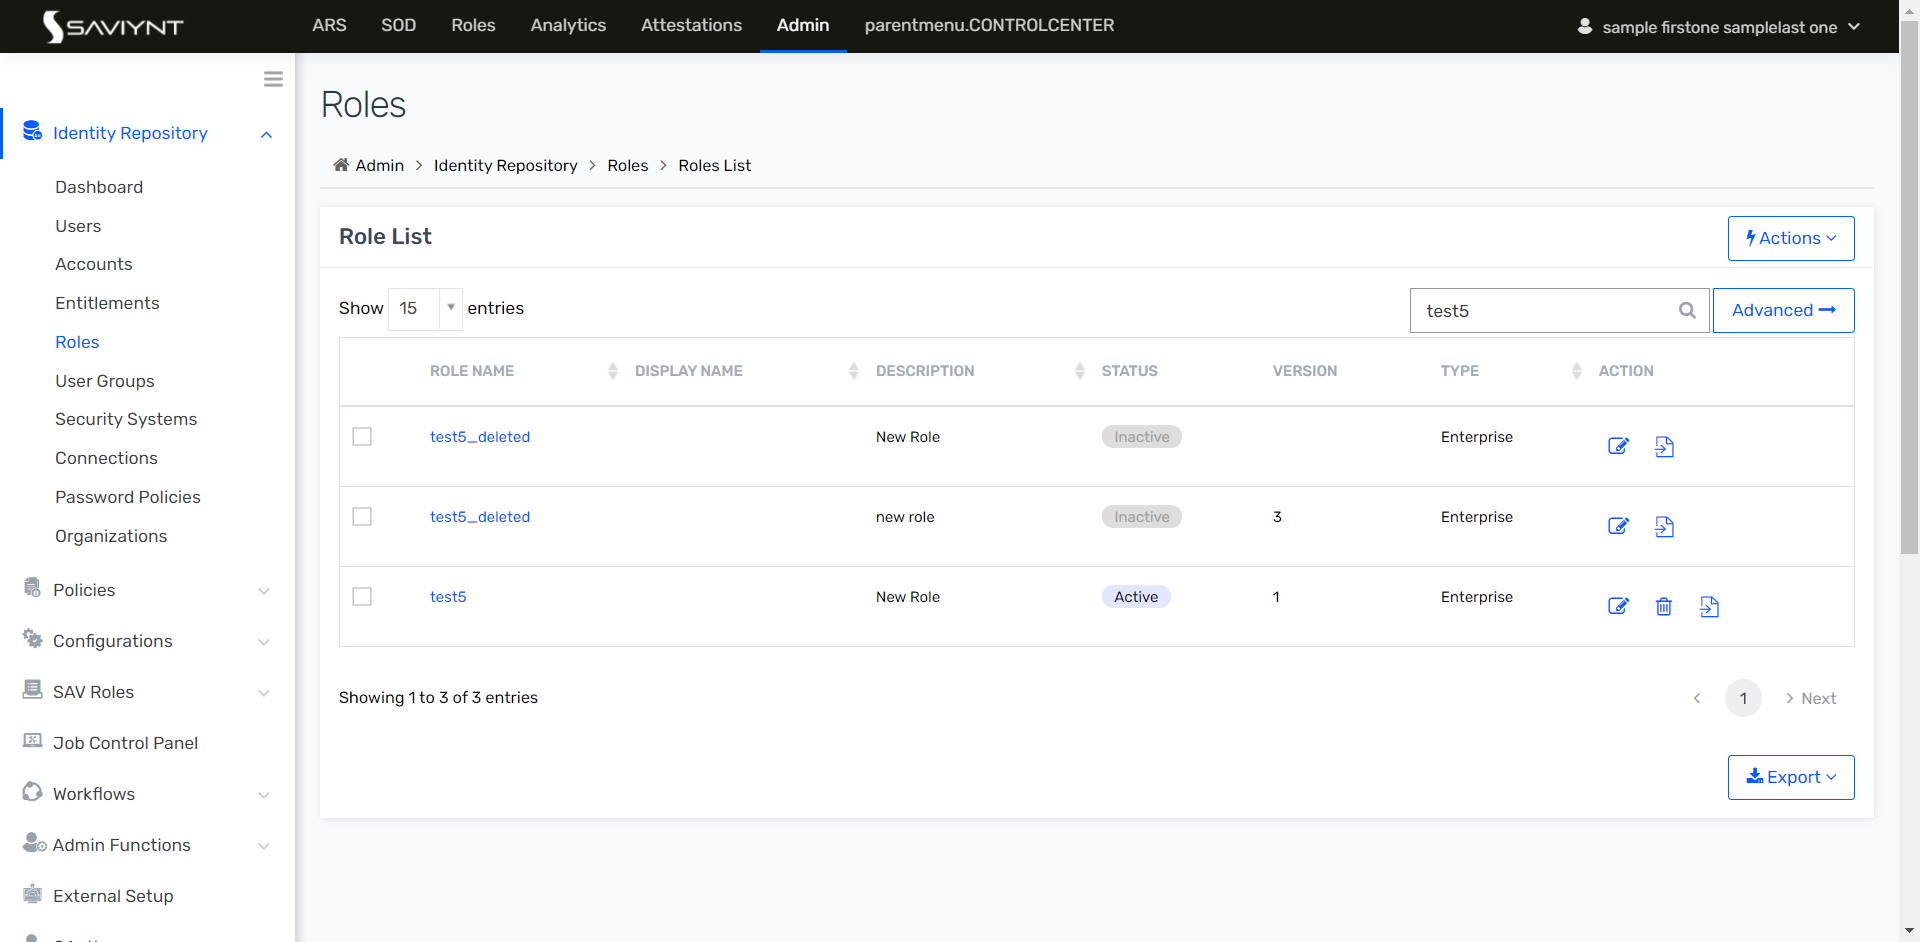 SAVIYNT
ARS SOD Roles Analytics Attestations Admin parentmenu.CONTROLCENTER sample firstone samplelast one
Identity Repository
Dashboard
Users
Accounts
Entitlements
Roles
User Groups
Security Systems
Connections
Password Policies
Organizations
Policies
Configurations
SAV Roles
Job Control Panel
Workflows
Admin Functions
External Setup
Roles
Admin > Identity Repository > Roles > Roles List
Role List
Actions
Show 15 entries
test5
Advanced
ROLE NAME DISPLAY NAME DESCRIPTION STATUS VERSION TYPE ACTION
test5_deleted New Role Inactive Enterprise
test5_deleted new role Inactive 3 Enterprise
test5 New Role Active 1 Enterprise
Showing 1 to 3 of 3 entries
< 1 > Next
Export